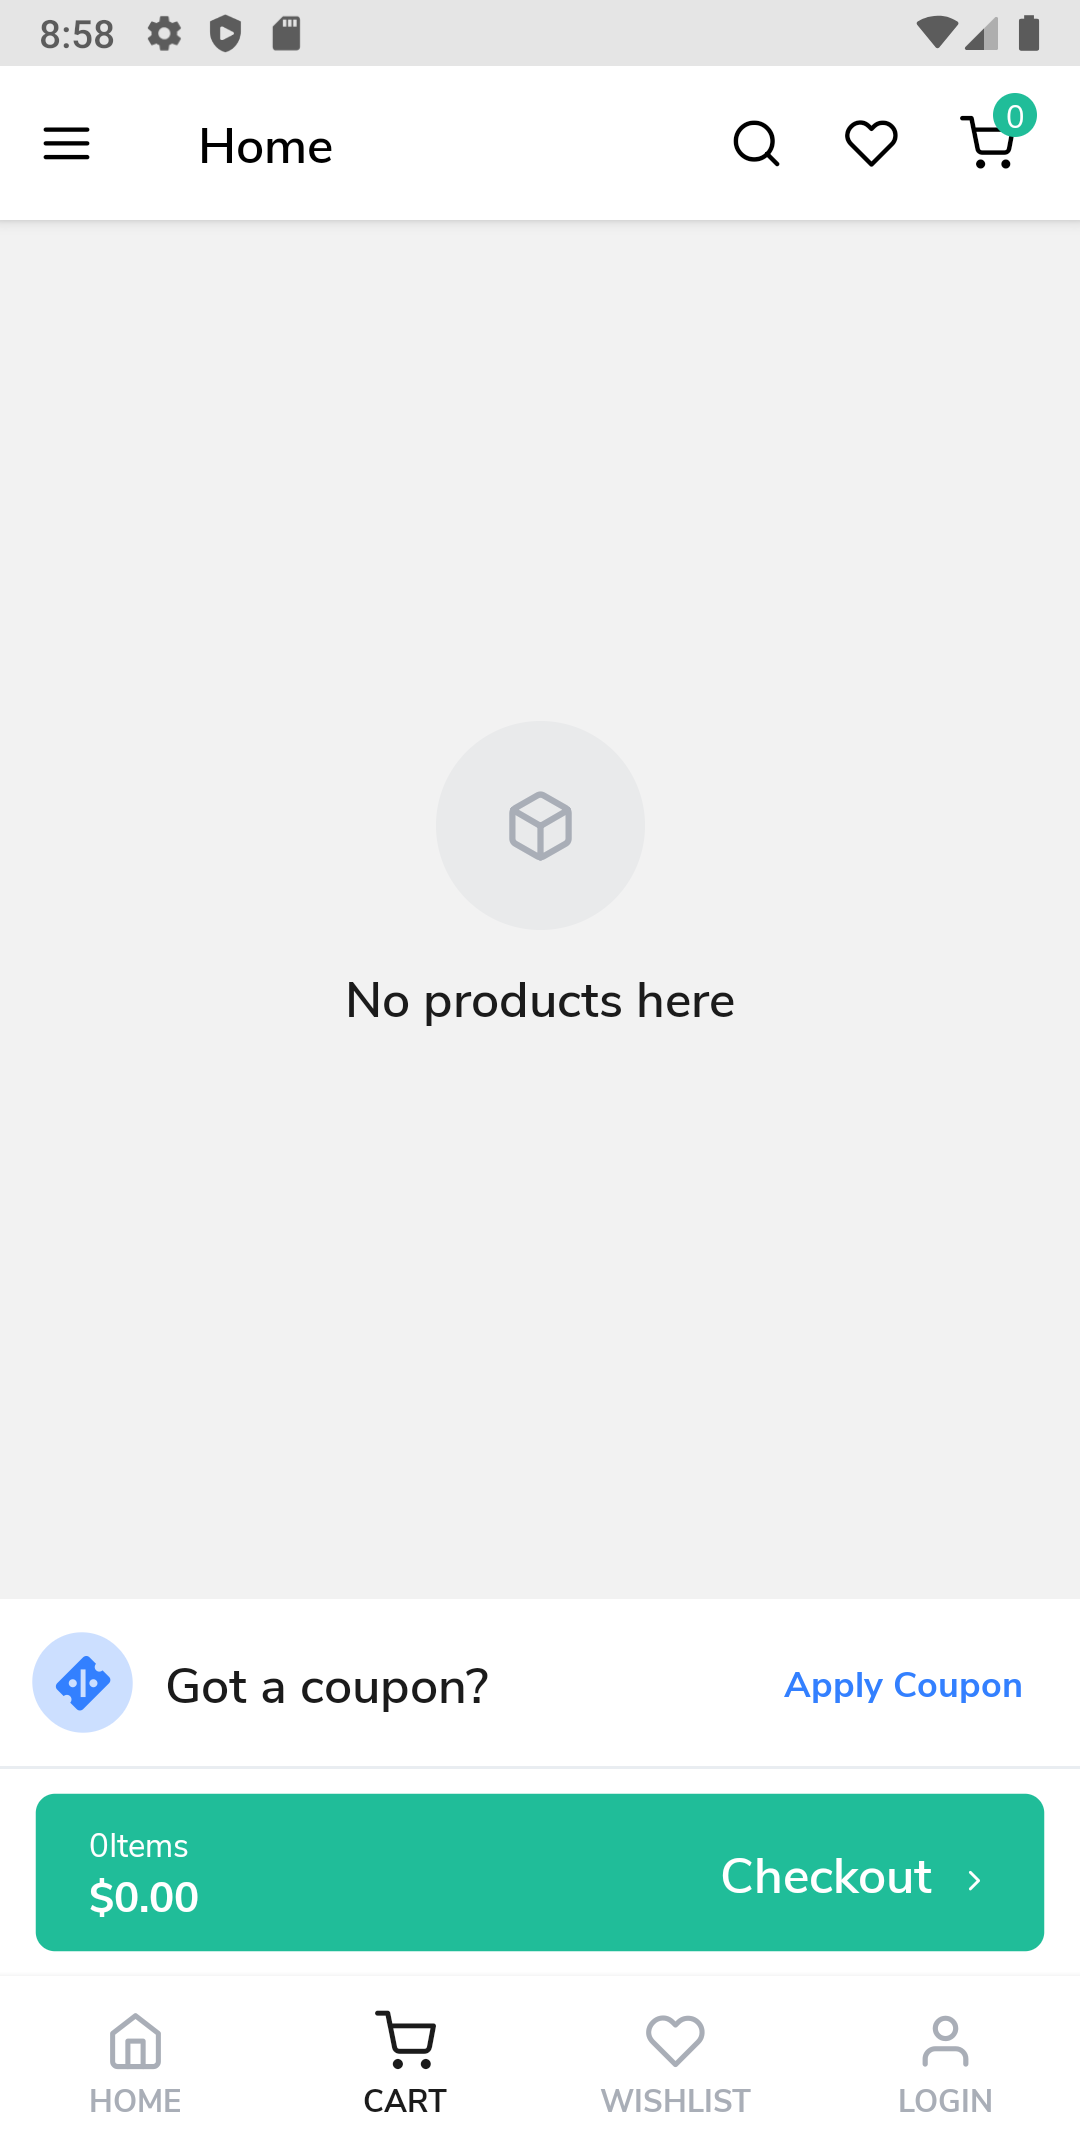 8:58
Home
0
No products here
Got a coupon?
Apply Coupon
0Items
$0.00
Checkout
HOME
CART
WISHLIST
LOGIN